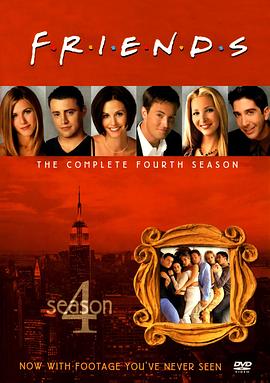 F·R·I·E·N·D·S
THE COMPLETE FOURTH SEASON
season
4
NOW WITH FOOTAGE YOU'VE NEVER SEEN
DVD
VIDEO